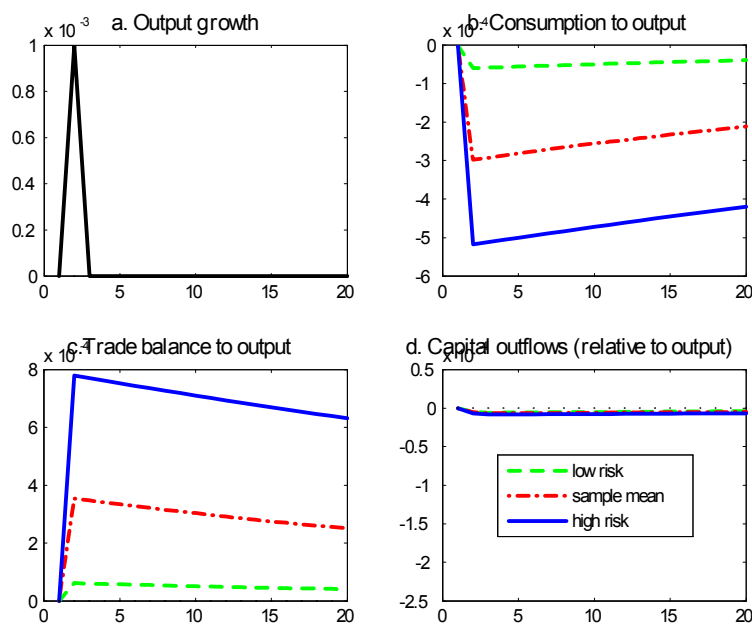 x 10⁻³
a. Output growth
1
0.8
0.6
0.4
0.2
0
0 5 10 15 20
b. Consumption to output
x 10⁻⁴
0
-1
-2
-3
-4
-5
-6
0 5 10 15 20
c. Trade balance to output
x 10⁻⁴
8
6
4
2
0
0 5 10 15 20
d. Capital outflows (relative to output)
x 10
0.5
0
-0.5
-1
-1.5
-2
-2.5
0 5 10 15 20
low risk
sample mean
high risk